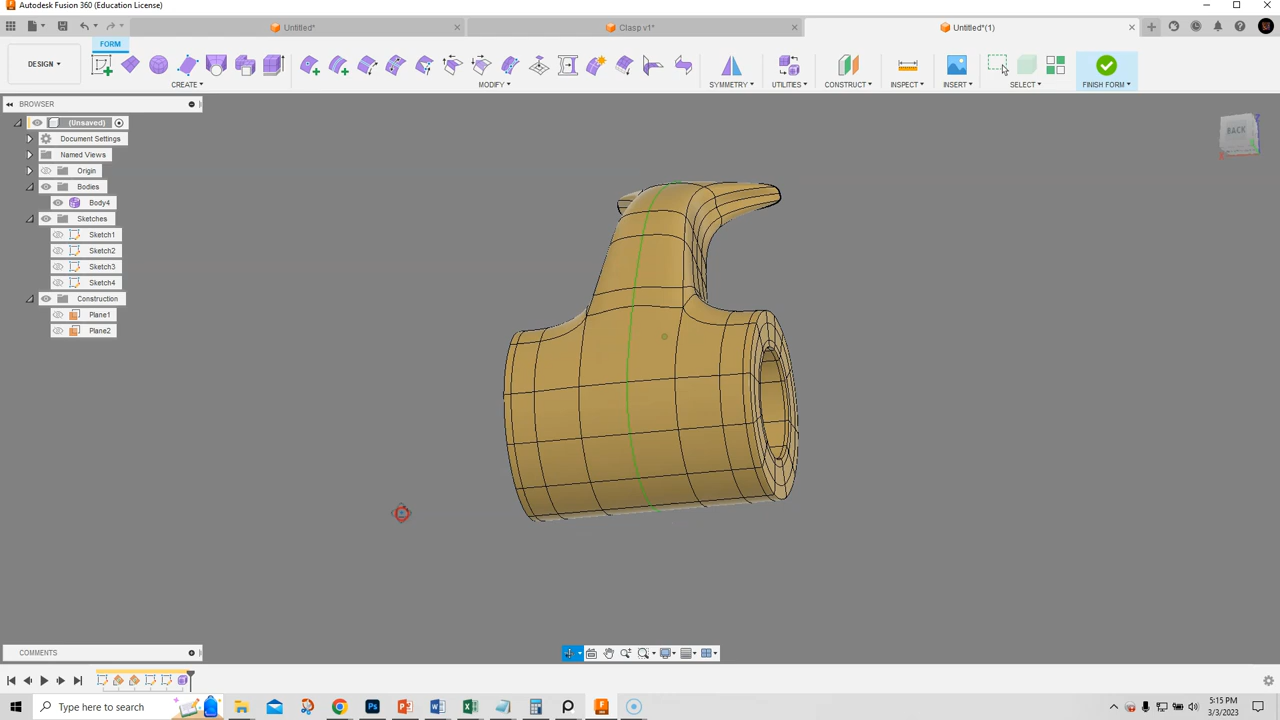 Autodesk Fusion 360 (Education License)
Untitled*
Clasp v1*
Untitled*(1)
FORM
DESIGN
CREATE
MODIFY
SYMMETRY
UTILITIES
CONSTRUCT
INSPECT
INSERT
SELECT
FINISH FORM
BROWSER
(Unsaved)
Document Settings
Named Views
Origin
Bodies
Body4
Sketches
Sketch1
Sketch2
Sketch3
Sketch4
Construction
Plane1
Plane2
BACK
COMMENTS
Type here to search
5:15 PM
3/3/2023